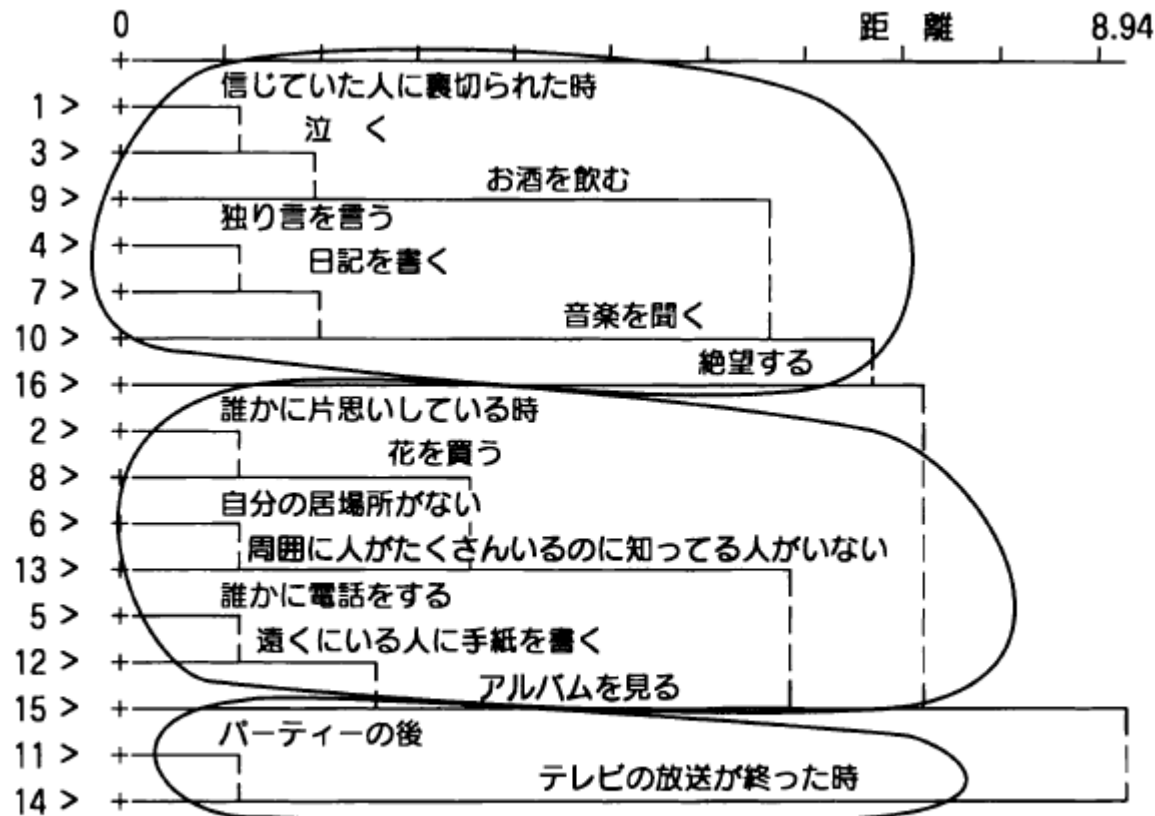 0 距離 8.94
信じていた人に裏切られた時
1 >
泣く
3 >
お酒を飲む
9 >
独り言を言う
4 >
日記を書く
7 >
音楽を聞く
10 >
絶望する
16 >
誰かに片思いしている時
2 >
花を買う
8 >
自分の居場所がない
6 >
周囲に人がたくさんいるのに知ってる人がいない
13 >
誰かに電話をする
5 >
遠くにいる人に手紙を書く
12 >
アルバムを見る
15 >
パーティーの後
11 >
テレビの放送が終った時
14 >